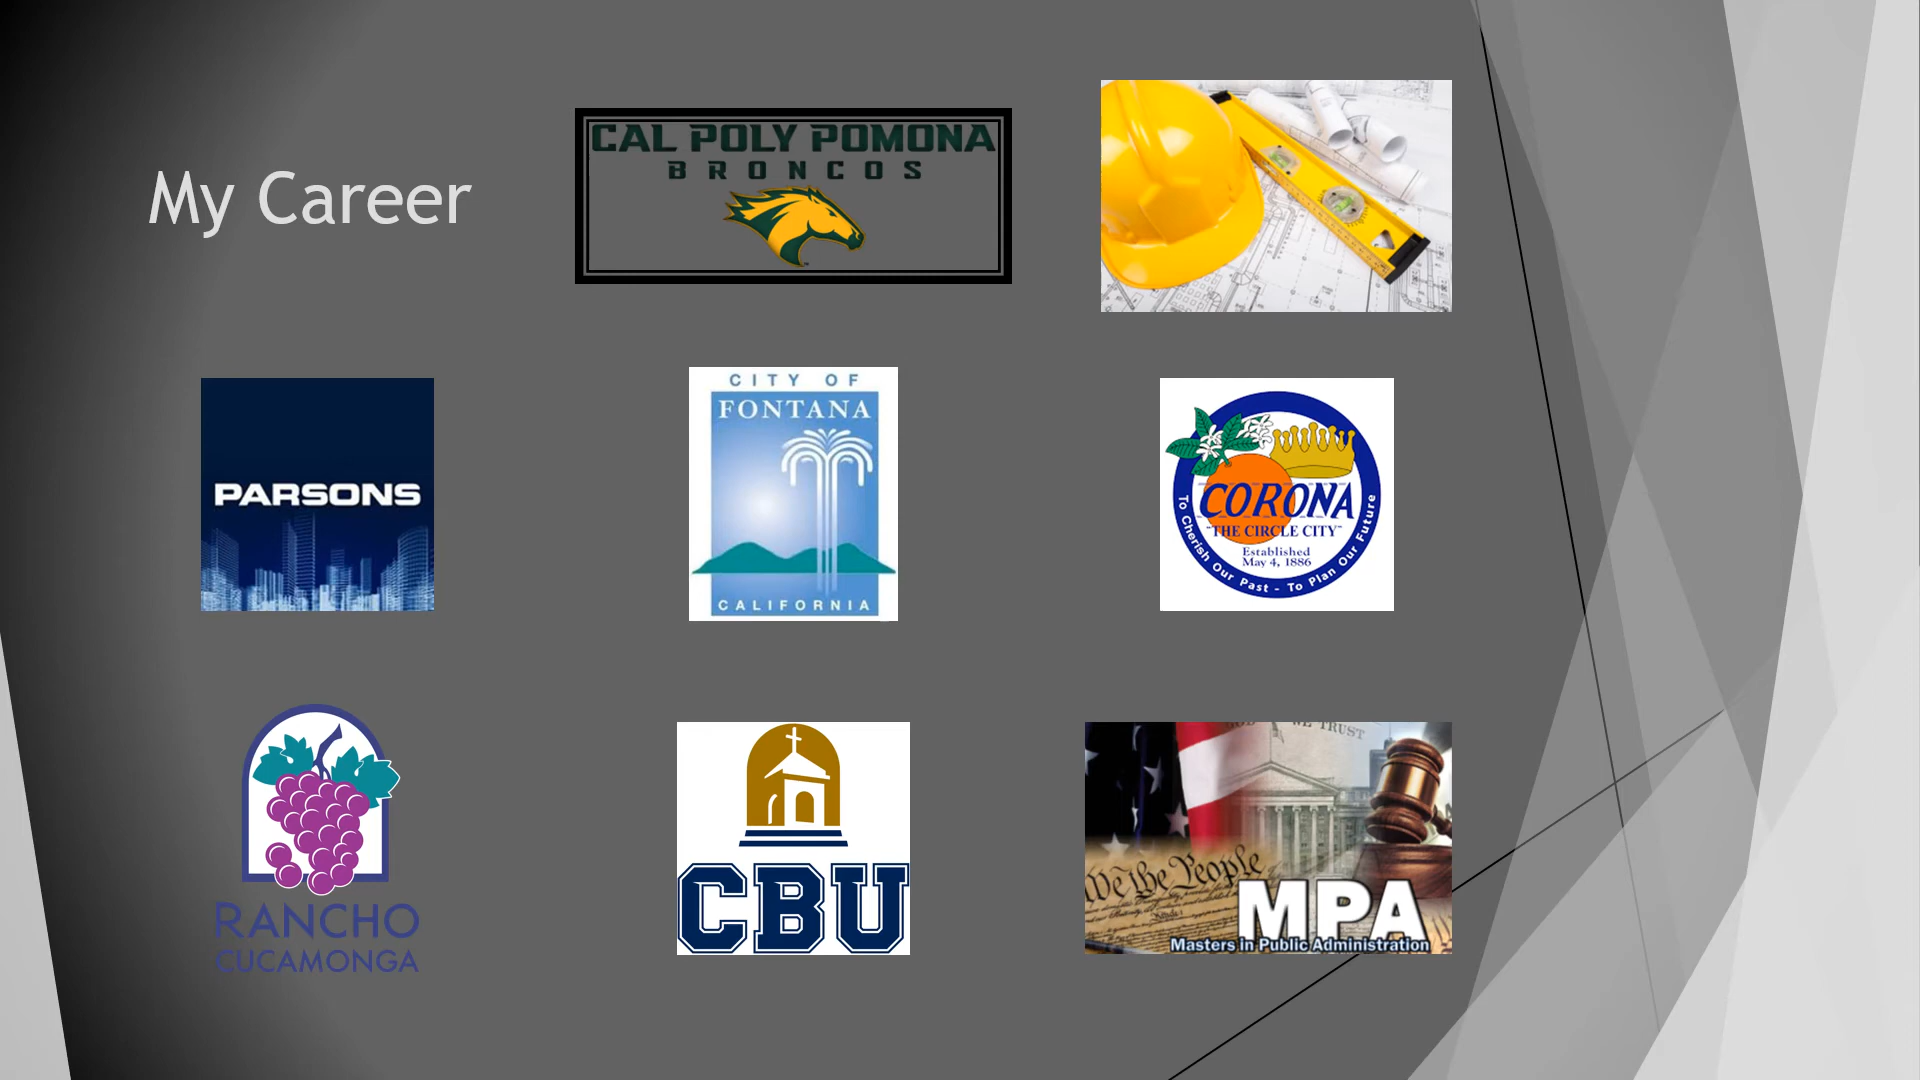 My Career
CAL POLY POMONA
BRONCOS
PARSONS
CITY OF
FONTANA
CALIFORNIA
CORONA
"THE CIRCLE CITY"
Established
May 4, 1886
To Cherish Our Past - To Plan Our Future
RANCHO
CUCAMONGA
CBU
WE TRUST
We the People
MPA
Masters in Public Administration